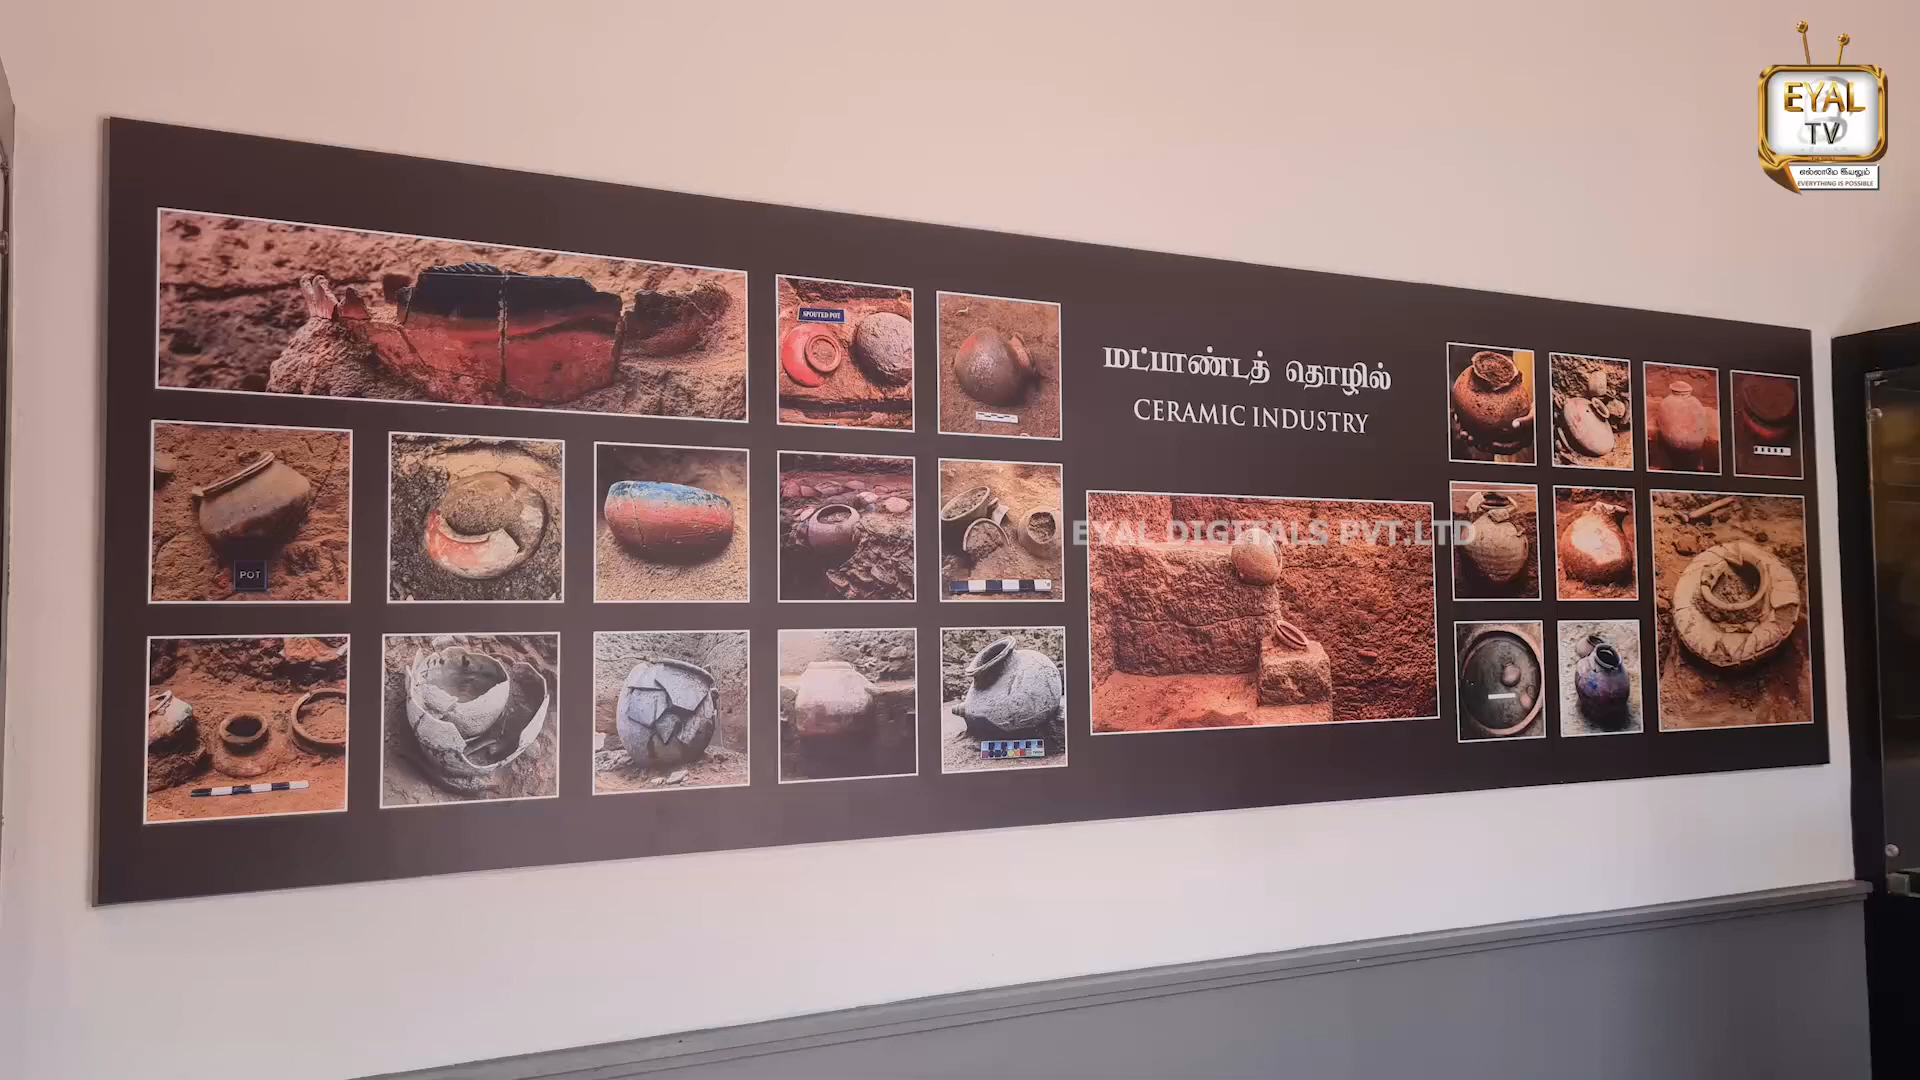 EYAL
TV
எல்லாமே இயலும்
EVERYTHING IS POSSIBLE
SPOUTED POT
மட்பாண்டத் தொழில்
CERAMIC INDUSTRY
EYAL DIGITALS PVT.LTD
POT